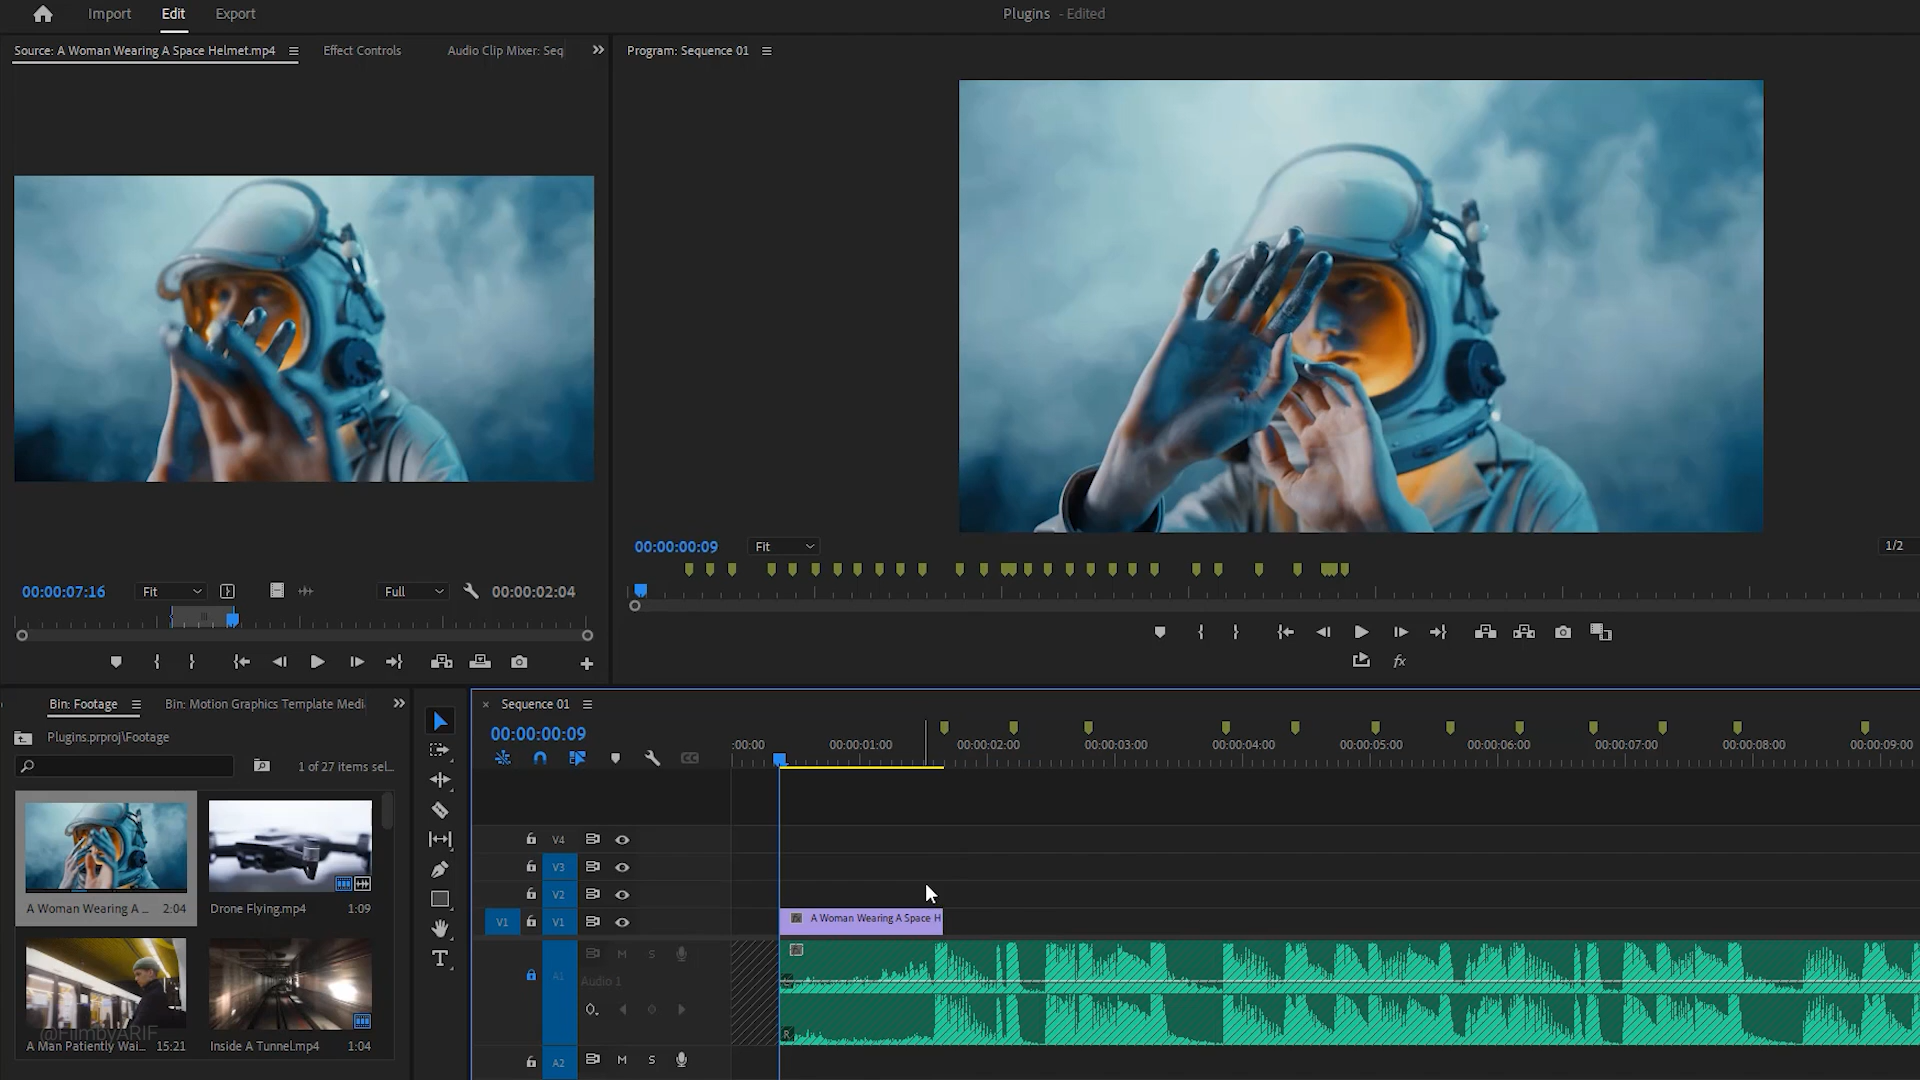 Import Edit Export
Plugins - Edited
Source: A Woman Wearing A Space Helmet.mp4 Effect Controls Audio Clip Mixer: Seq
Program: Sequence 01
00:00:00:09 Fit 1/2
00:00:07:16 Fit Full 00:00:02:04
fx
Bin: Footage Bin: Motion Graphics Template Medi
Plugins.prproj\Footage
1 of 27 items sel...
A Woman Wearing A ... 2:04
Drone Flying.mp4 1:09
A Man Patiently Wai... 15:21
Inside A Tunnel.mp4 1:04
@FilmbyARIF
Sequence 01
00:00:00:09
:00:00 00:00:01:00 00:00:02:00 00:00:03:00 00:00:04:00 00:00:05:00 00:00:06:00 00:00:07:00 00:00:08:00 00:00:09:00
V4
V3
V2
V1 V1 A Woman Wearing A Space H
A1 M S
Audio 1
L
R
A2 M S
T
CC